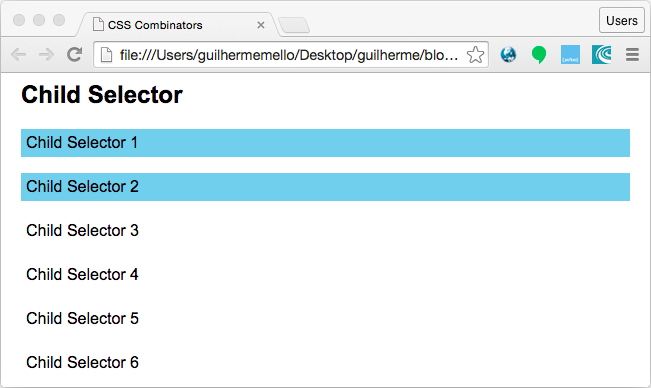 CSS Combinators
Users
file:///Users/guilhermemello/Desktop/guilherme/blo…
Child Selector
Child Selector 1
Child Selector 2
Child Selector 3
Child Selector 4
Child Selector 5
Child Selector 6